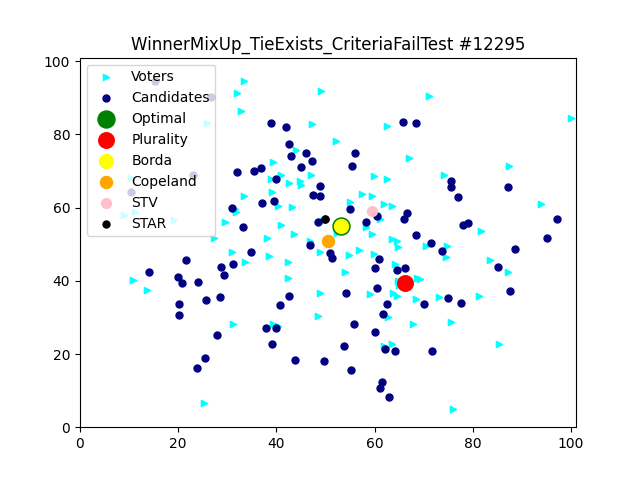 WinnerMixUp_TieExists_CriteriaFailTest #12295
100
80
60
40
20
0
0 20 40 60 80 100
Voters
Candidates
Optimal
Plurality
Borda
Copeland
STV
STAR